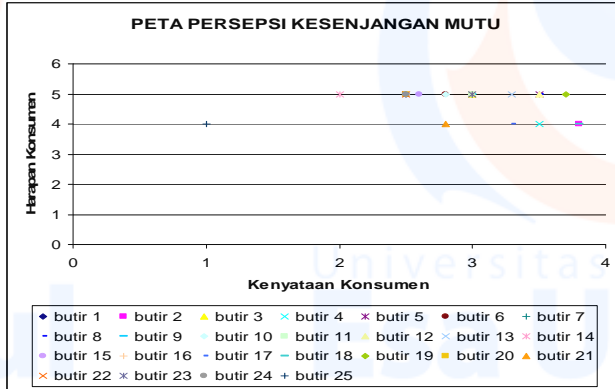 PETA PERSEPSI KESENJANGAN MUTU
Harapan Konsumen
6
5
4
3
2
1
0
0 1 2 3 4
Kenyataan Konsumen
butir 1 butir 2 butir 3 butir 4 butir 5 butir 6 butir 7
butir 8 butir 9 butir 10 butir 11 butir 12 butir 13 butir 14
butir 15 butir 16 butir 17 butir 18 butir 19 butir 20 butir 21
butir 22 butir 23 butir 24 butir 25
Universitas
Esa U